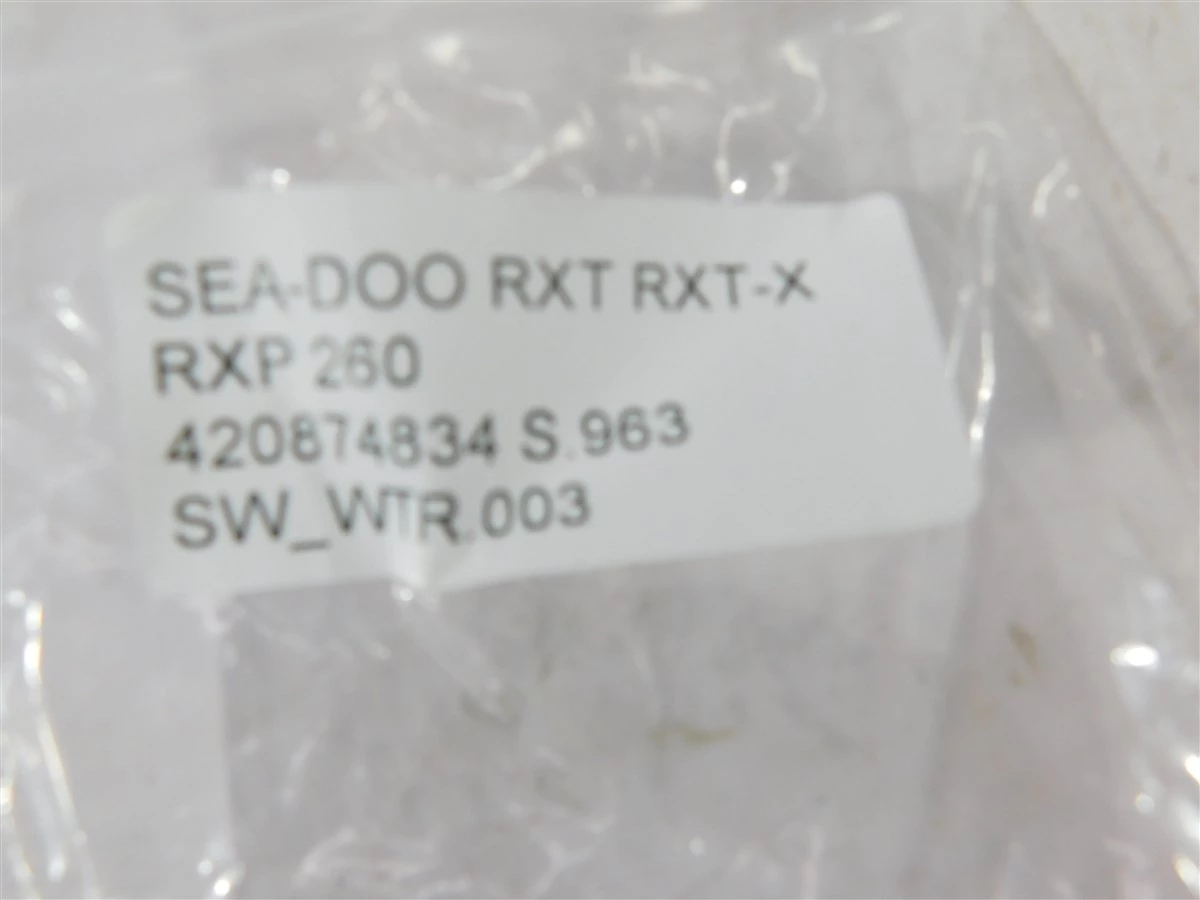 SEA-DOO RXT RXT-X
RXP 260
420874834 S.963
SW_WTR.003